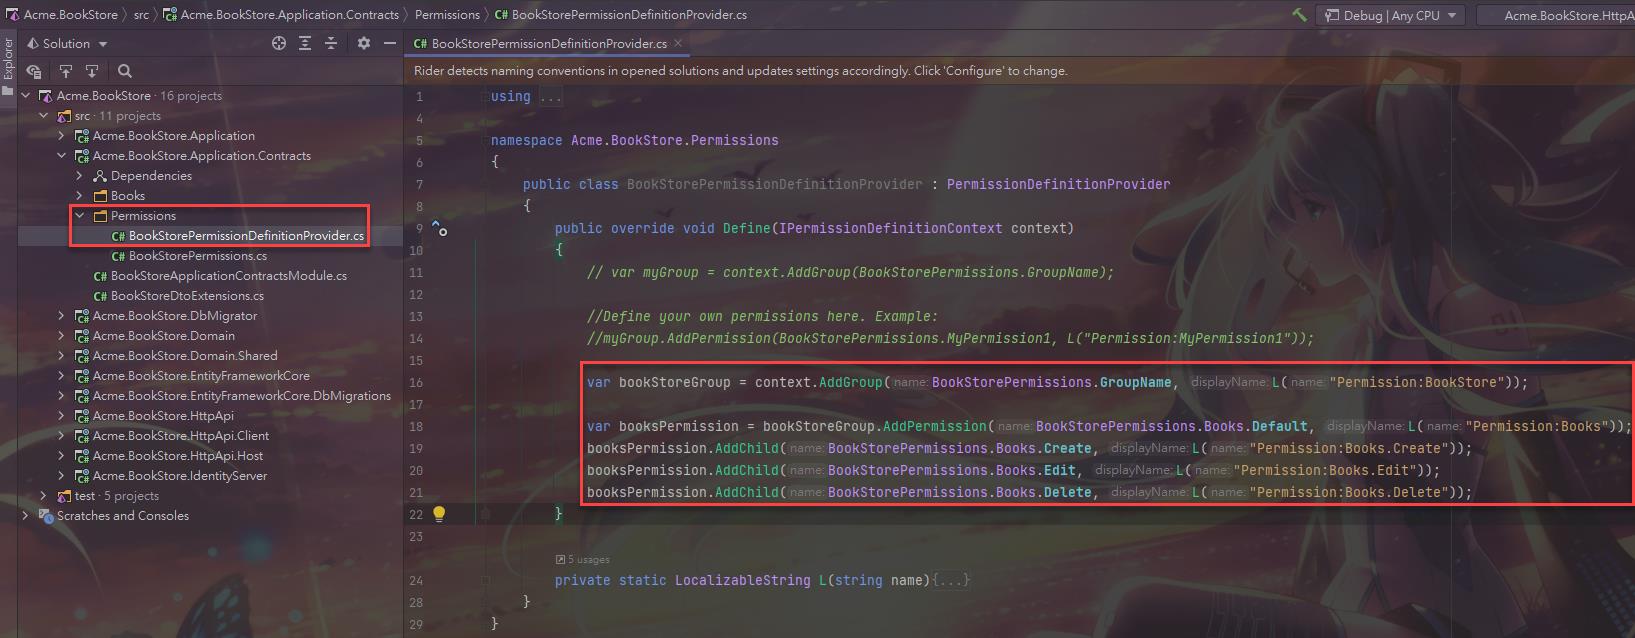 Acme.BookStore src Acme.BookStore.Application.Contracts Permissions C# BookStorePermissionDefinitionProvider.cs Debug | Any CPU Acme.BookStore.HttpA
Explorer
Solution
C# BookStorePermissionDefinitionProvider.cs
Rider detects naming conventions in opened solutions and updates settings accordingly. Click 'Configure' to change.
Acme.BookStore · 16 projects
src · 11 projects
Acme.BookStore.Application
Acme.BookStore.Application.Contracts
Dependencies
Books
Permissions
C# BookStorePermissionDefinitionProvider.cs
C# BookStorePermissions.cs
C# BookStoreApplicationContractsModule.cs
C# BookStoreDtoExtensions.cs
Acme.BookStore.DbMigrator
Acme.BookStore.Domain
Acme.BookStore.Domain.Shared
Acme.BookStore.EntityFrameworkCore
Acme.BookStore.EntityFrameworkCore.DbMigrations
Acme.BookStore.HttpApi
Acme.BookStore.HttpApi.Client
Acme.BookStore.HttpApi.Host
Acme.BookStore.IdentityServer
test · 5 projects
Scratches and Consoles
1 using ...
4
5 namespace Acme.BookStore.Permissions
6 {
7 public class BookStorePermissionDefinitionProvider : PermissionDefinitionProvider
8 {
9 public override void Define(IPermissionDefinitionContext context)
10 {
11 // var myGroup = context.AddGroup(BookStorePermissions.GroupName);
12
13 //Define your own permissions here. Example:
14 //myGroup.AddPermission(BookStorePermissions.MyPermission1, L("Permission:MyPermission1"));
15
16 var bookStoreGroup = context.AddGroup( name: BookStorePermissions.GroupName, displayName: L( name: "Permission:BookStore"));
17
18 var booksPermission = bookStoreGroup.AddPermission( name: BookStorePermissions.Books.Default, displayName: L( name: "Permission:Books"));
19 booksPermission.AddChild( name: BookStorePermissions.Books.Create, displayName: L( name: "Permission:Books.Create"));
20 booksPermission.AddChild( name: BookStorePermissions.Books.Edit, displayName: L( name: "Permission:Books.Edit"));
21 booksPermission.AddChild( name: BookStorePermissions.Books.Delete, displayName: L( name: "Permission:Books.Delete"));
22 }
23
5 usages
24 private static LocalizableString L(string name){...}
28 }
29 }